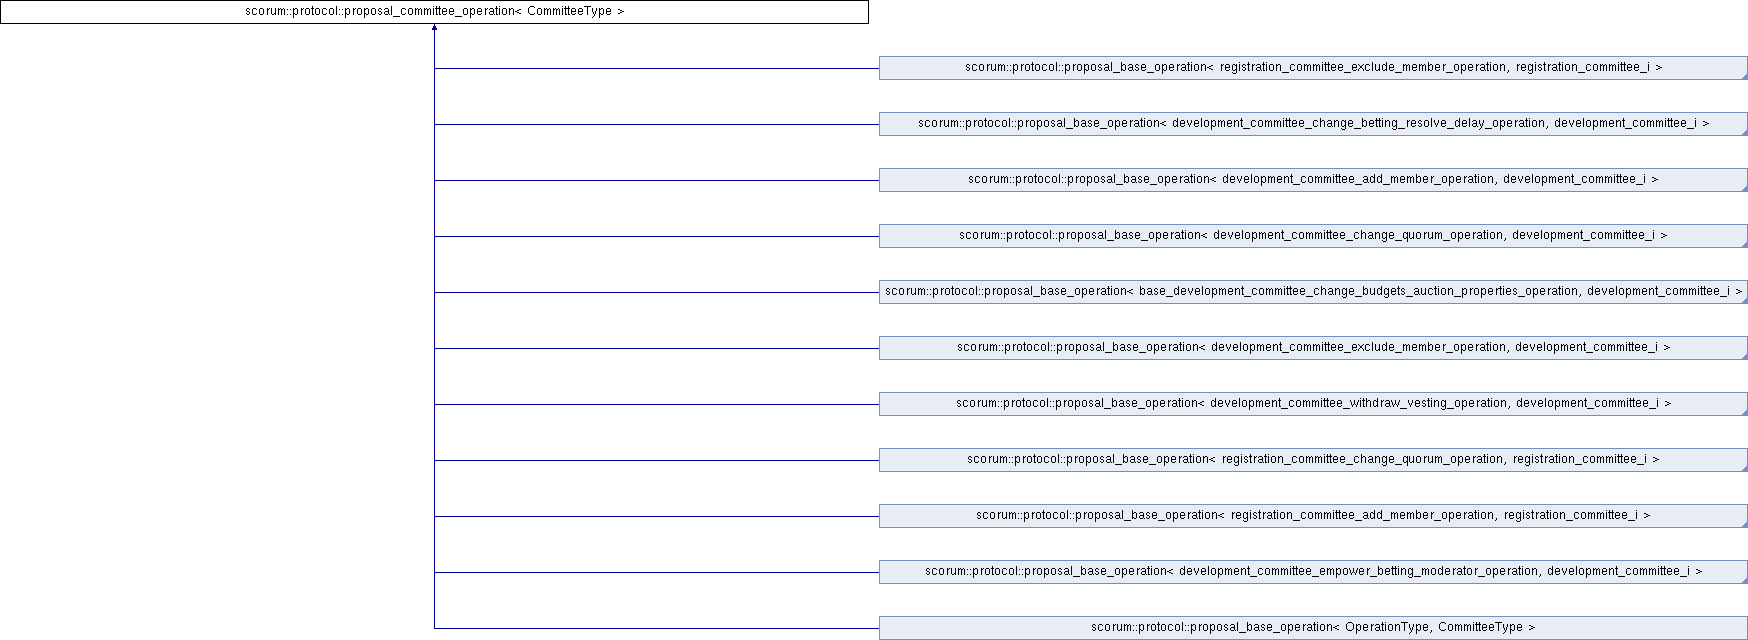 scorum::protocol::proposal_committee_operation< CommitteeType >
scorum::protocol::proposal_base_operation< registration_committee_exclude_member_operation, registration_committee_i >
scorum::protocol::proposal_base_operation< development_committee_change_betting_resolve_delay_operation, development_committee_i >
scorum::protocol::proposal_base_operation< development_committee_add_member_operation, development_committee_i >
scorum::protocol::proposal_base_operation< development_committee_change_quorum_operation, development_committee_i >
scorum::protocol::proposal_base_operation< base_development_committee_change_budgets_auction_properties_operation, development_committee_i >
scorum::protocol::proposal_base_operation< development_committee_exclude_member_operation, development_committee_i >
scorum::protocol::proposal_base_operation< development_committee_withdraw_vesting_operation, development_committee_i >
scorum::protocol::proposal_base_operation< registration_committee_change_quorum_operation, registration_committee_i >
scorum::protocol::proposal_base_operation< registration_committee_add_member_operation, registration_committee_i >
scorum::protocol::proposal_base_operation< development_committee_empower_betting_moderator_operation, development_committee_i >
scorum::protocol::proposal_base_operation< OperationType, CommitteeType >